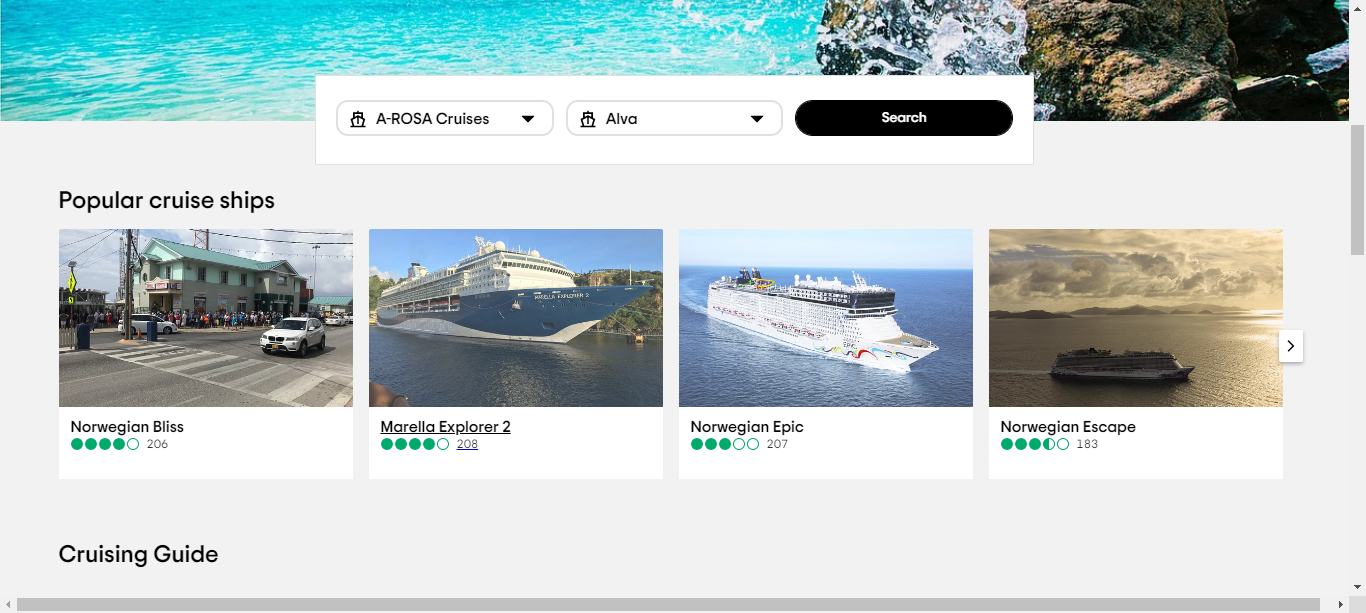 A-ROSA Cruises
Alva
Search
Popular cruise ships
MARELLA EXPLORER 2
EPIC
Norwegian Bliss
206
Marella Explorer 2
208
Norwegian Epic
207
Norwegian Escape
183
Cruising Guide